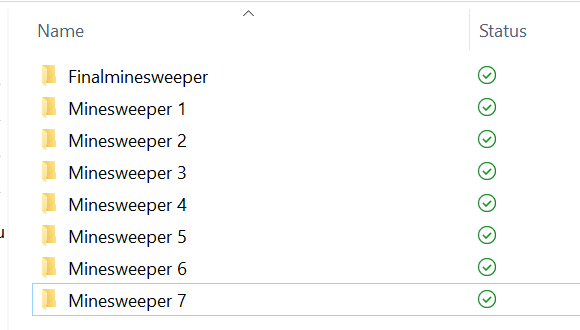 Name Status
Finalminesweeper
Minesweeper 1
Minesweeper 2
Minesweeper 3
Minesweeper 4
Minesweeper 5
Minesweeper 6
Minesweeper 7